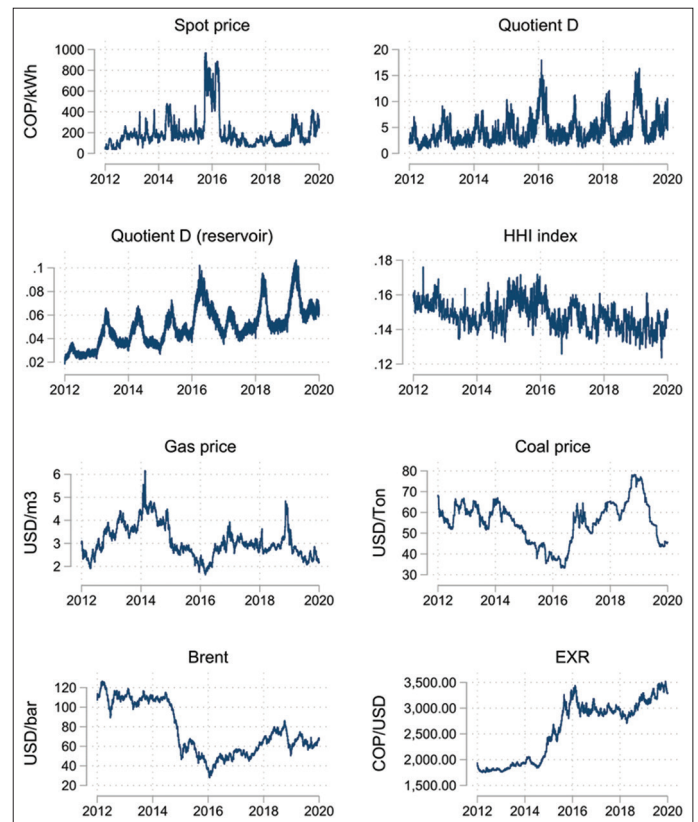 Spot price
COP/kWh
1000
800
600
400
200
0
2012 2014 2016 2018 2020
Quotient D
20
15
10
5
0
2012 2014 2016 2018 2020
Quotient D (reservoir)
.1
.08
.06
.04
.02
2012 2014 2016 2018 2020
HHI index
.18
.16
.14
.12
2012 2014 2016 2018 2020
Gas price
USD/m3
6
5
4
3
2
2012 2014 2016 2018 2020
Coal price
USD/Ton
80
70
60
50
40
30
2012 2014 2016 2018 2020
Brent
USD/bar
120
100
80
60
40
20
2012 2014 2016 2018 2020
EXR
COP/USD
3,500.00
3,000.00
2,500.00
2,000.00
1,500.00
2012 2014 2016 2018 2020